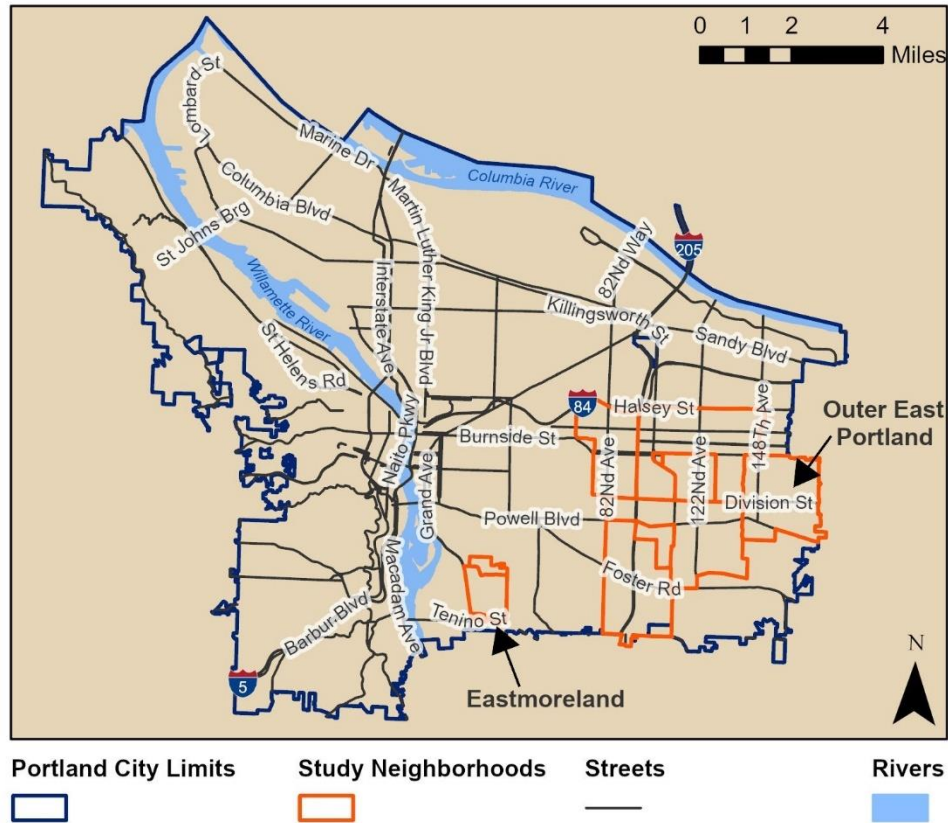 0 1 2 4
Miles
Lombard St
Marine Dr
Columbia River
Columbia Blvd
Martin Luther King Jr Blvd
St Johns Brg
205
82Nd Way
Willamette River
Interstate Ave
Killingsworth St
Sandy Blvd
St Helens Rd
84
Halsey St
148Th Ave
Outer East
Portland
Naito Pkwy
Burnside St
Grand Ave
82Nd Ave
122Nd Ave
Division St
Powell Blvd
Macadam Ave
Foster Rd
Barbur Blvd
Tenino St
N
5
Eastmoreland
Portland City Limits
Study Neighborhoods
Streets
Rivers